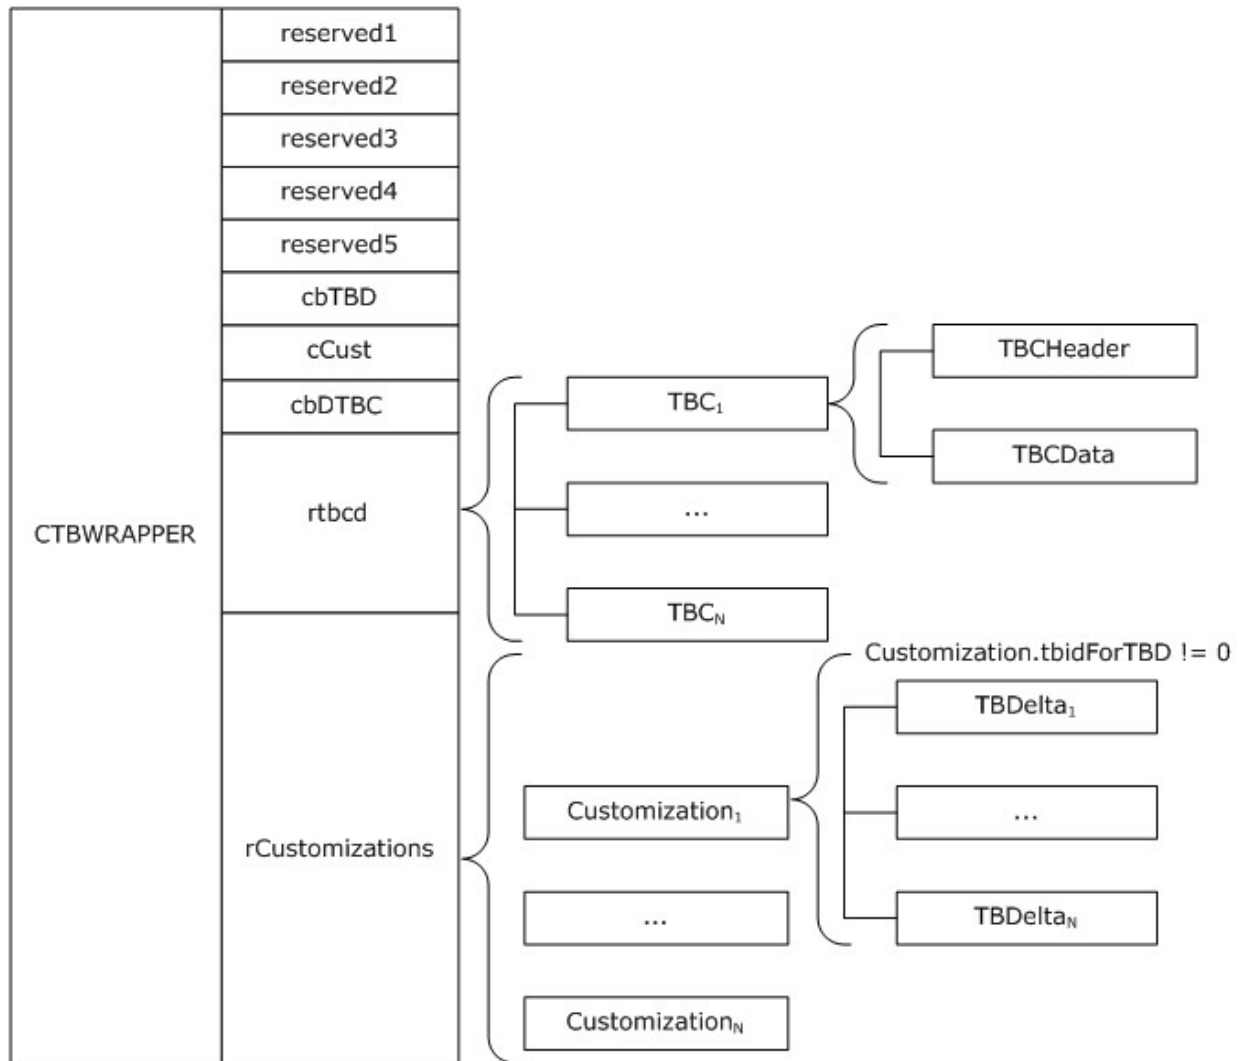 CTBWRAPPER
reserved1
reserved2
reserved3
reserved4
reserved5
cbTBD
cCust
cbDTBC
rtbcd
TBC₁
...
TBCN
TBCHeader
TBCData
rCustomizations
Customization₁
...
CustomizationN
Customization.tbidForTBD != 0
TBDelta₁
...
TBDeltaN